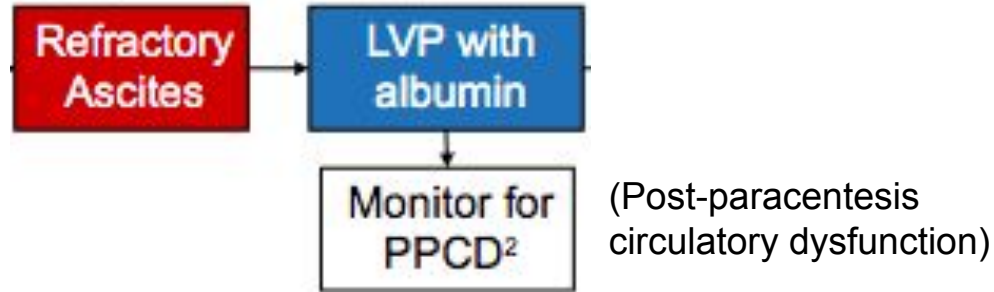 Refractory
Ascites
LVP with
albumin
Monitor for
PPCD²
(Post-paracentesis
circulatory dysfunction)